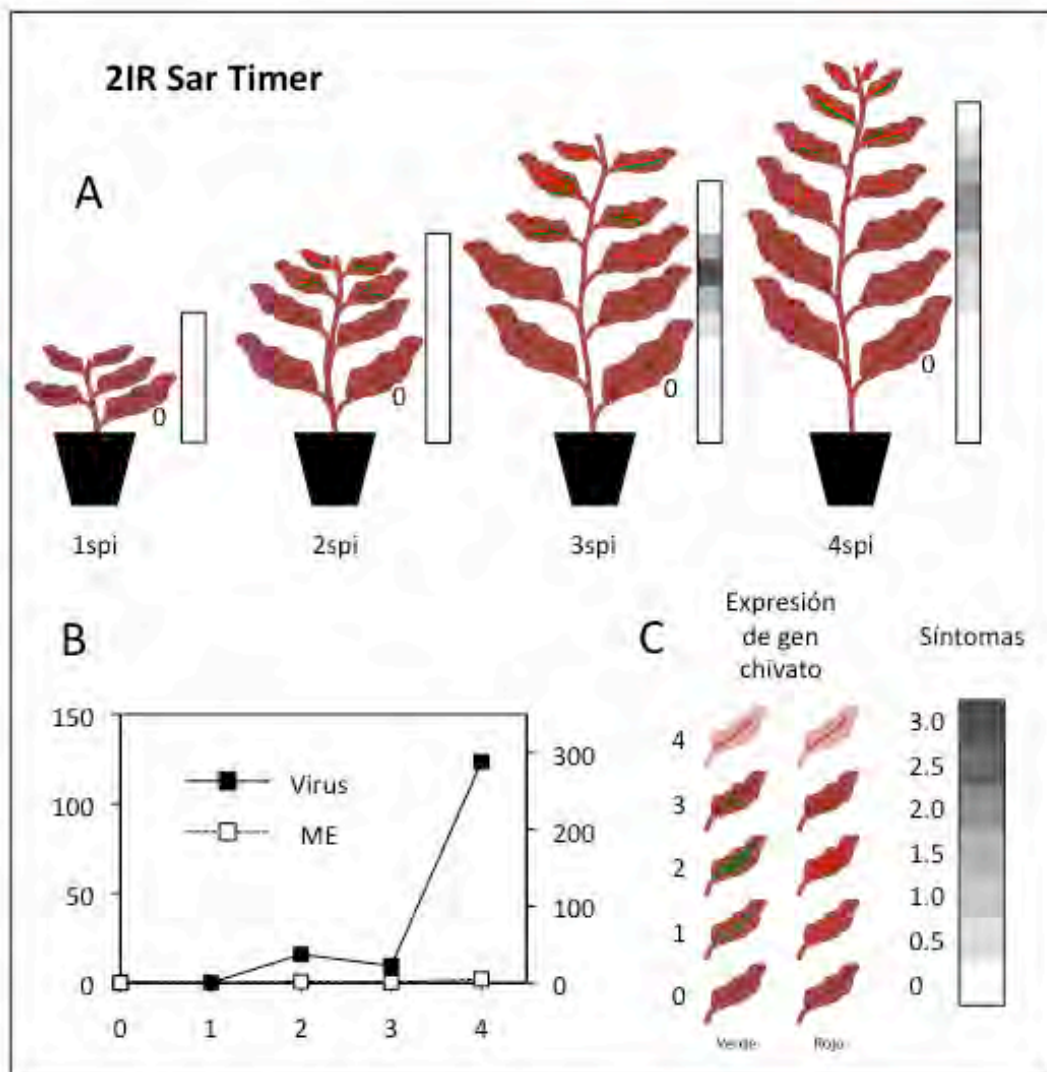 2IR Sar Timer
A
0
0
0
0
1spi
2spi
3spi
4spi
B
150
100
50
0
Virus
ME
300
200
100
0
0
1
2
3
4
C
Expresión
de gen
chivato
Síntomas
4
3
2
1
0
Verde
Rojo
3.0
2.5
2.0
1.5
1.0
0.5
0